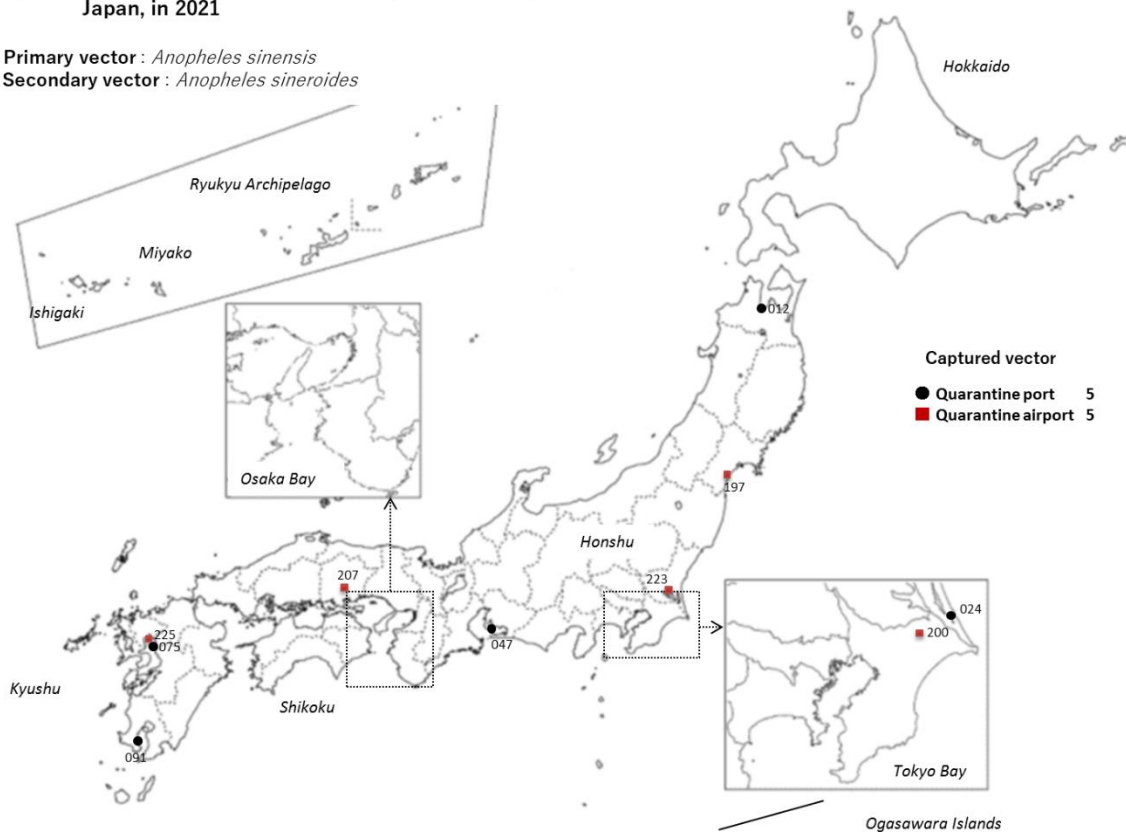 Japan, in 2021
Primary vector : Anopheles sinensis
Secondary vector : Anopheles sineroides
Hokkaido
Ryukyu Archipelago
Miyako
Ishigaki
012
Captured vector
Quarantine port 5
Quarantine airport 5
Osaka Bay
197
Honshu
207
223
024
200
225
075
047
Kyushu
Shikoku
091
Tokyo Bay
Ogasawara Islands